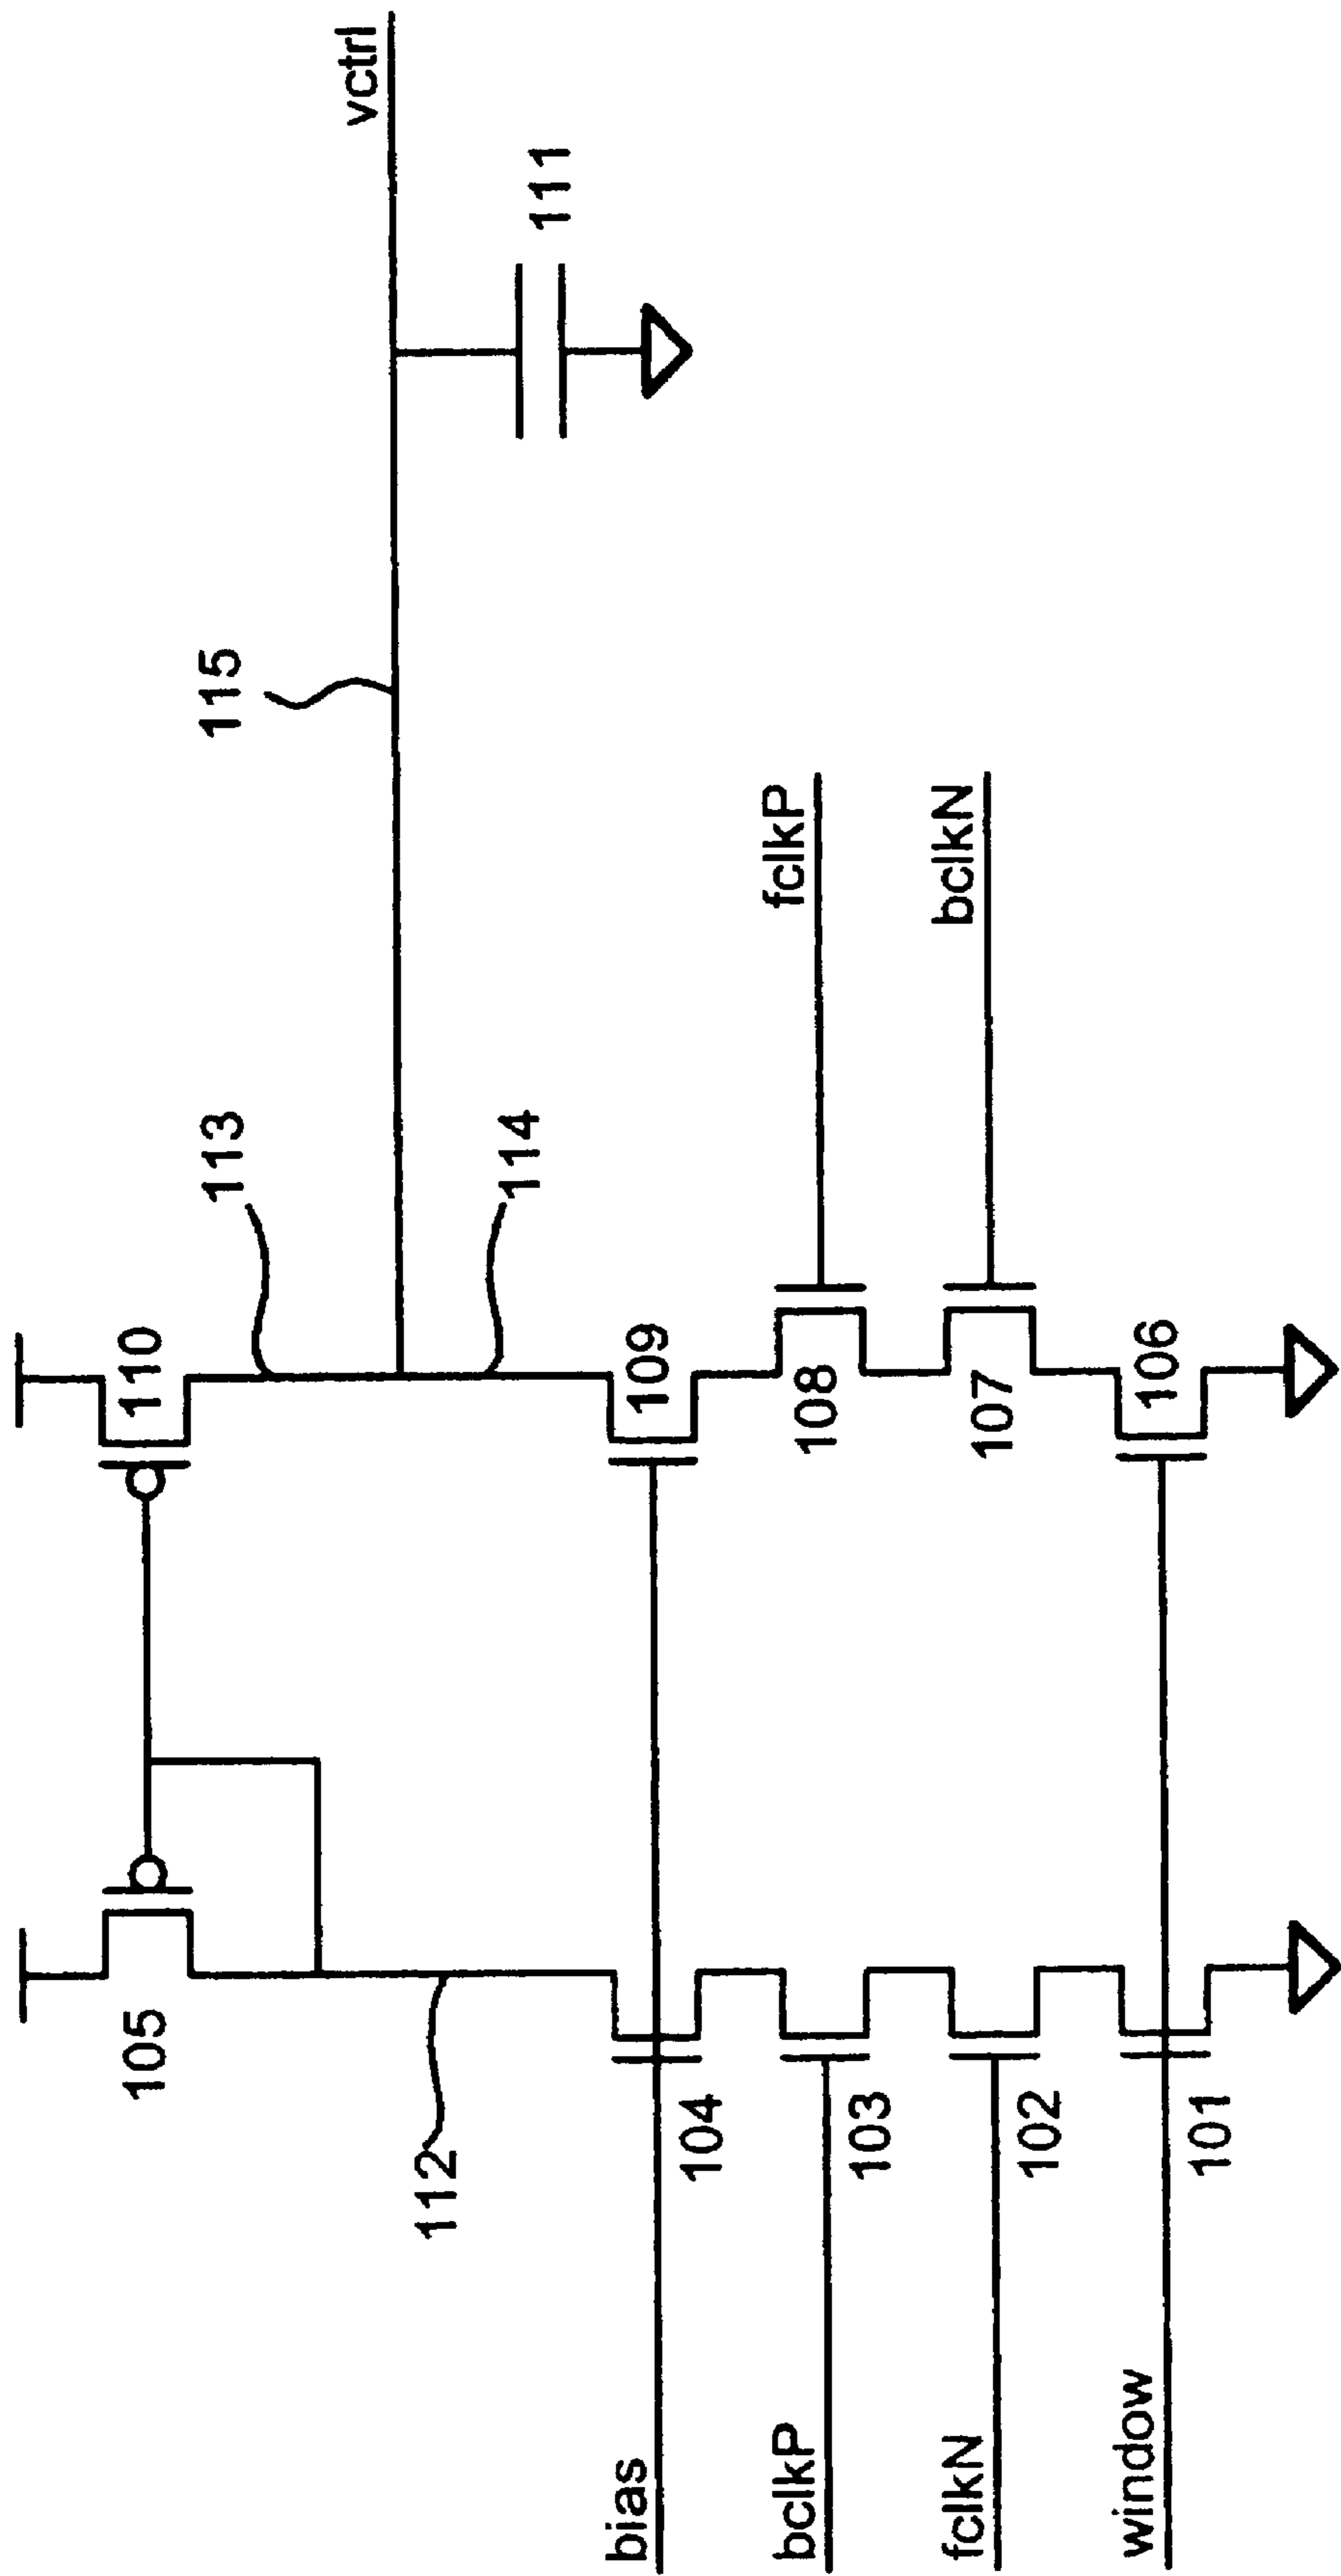 vctrl
111
115
113
114
110
105
112
109
104
fclkP
108
103
bclkP
bclkN
107
102
fclkN
106
101
bias
window